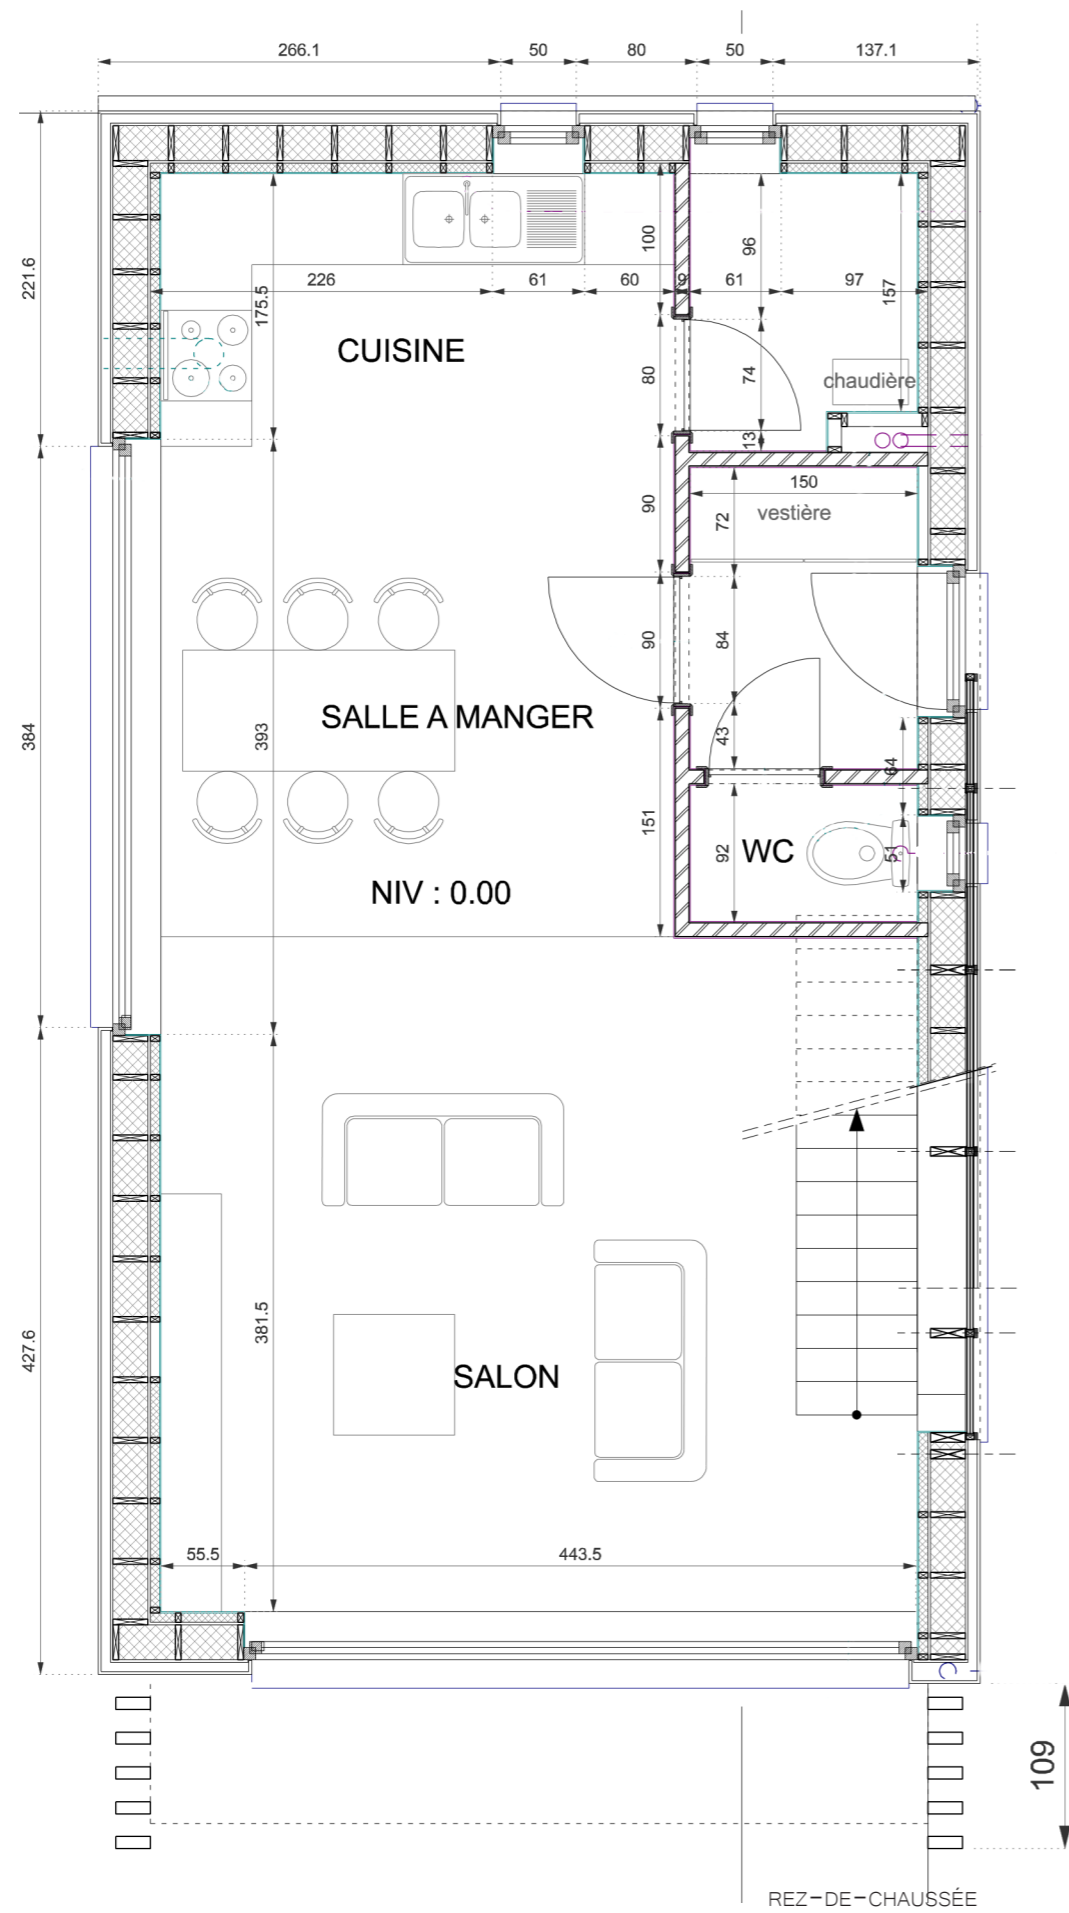 266.1 50 80 50 137.1
221.6
100
96
226 61 60 9 61 97
175.5
157
CUISINE
80
74
chaudière
13
150
90
72
vestière
90
84
384
393
SALLE A MANGER
43
64
151
92
WC
51
NIV : 0.00
427.6
381.5
SALON
55.5 443.5
109
REZ-DE-CHAUSSÉE